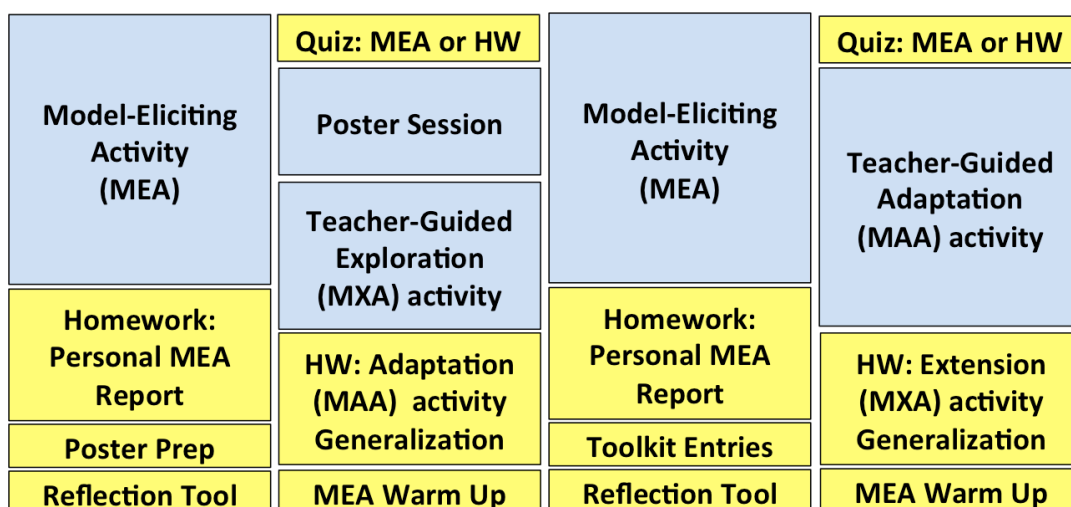 Model-Eliciting
Activity
(MEA)
Homework:
Personal MEA
Report
Poster Prep
Reflection Tool
Quiz: MEA or HW
Poster Session
Teacher-Guided
Exploration
(MXA) activity
HW: Adaptation
(MAA) activity
Generalization
MEA Warm Up
Model-Eliciting
Activity
(MEA)
Homework:
Personal MEA
Report
Toolkit Entries
Reflection Tool
Quiz: MEA or HW
Teacher-Guided
Adaptation
(MAA) activity
HW: Extension
(MXA) activity
Generalization
MEA Warm Up